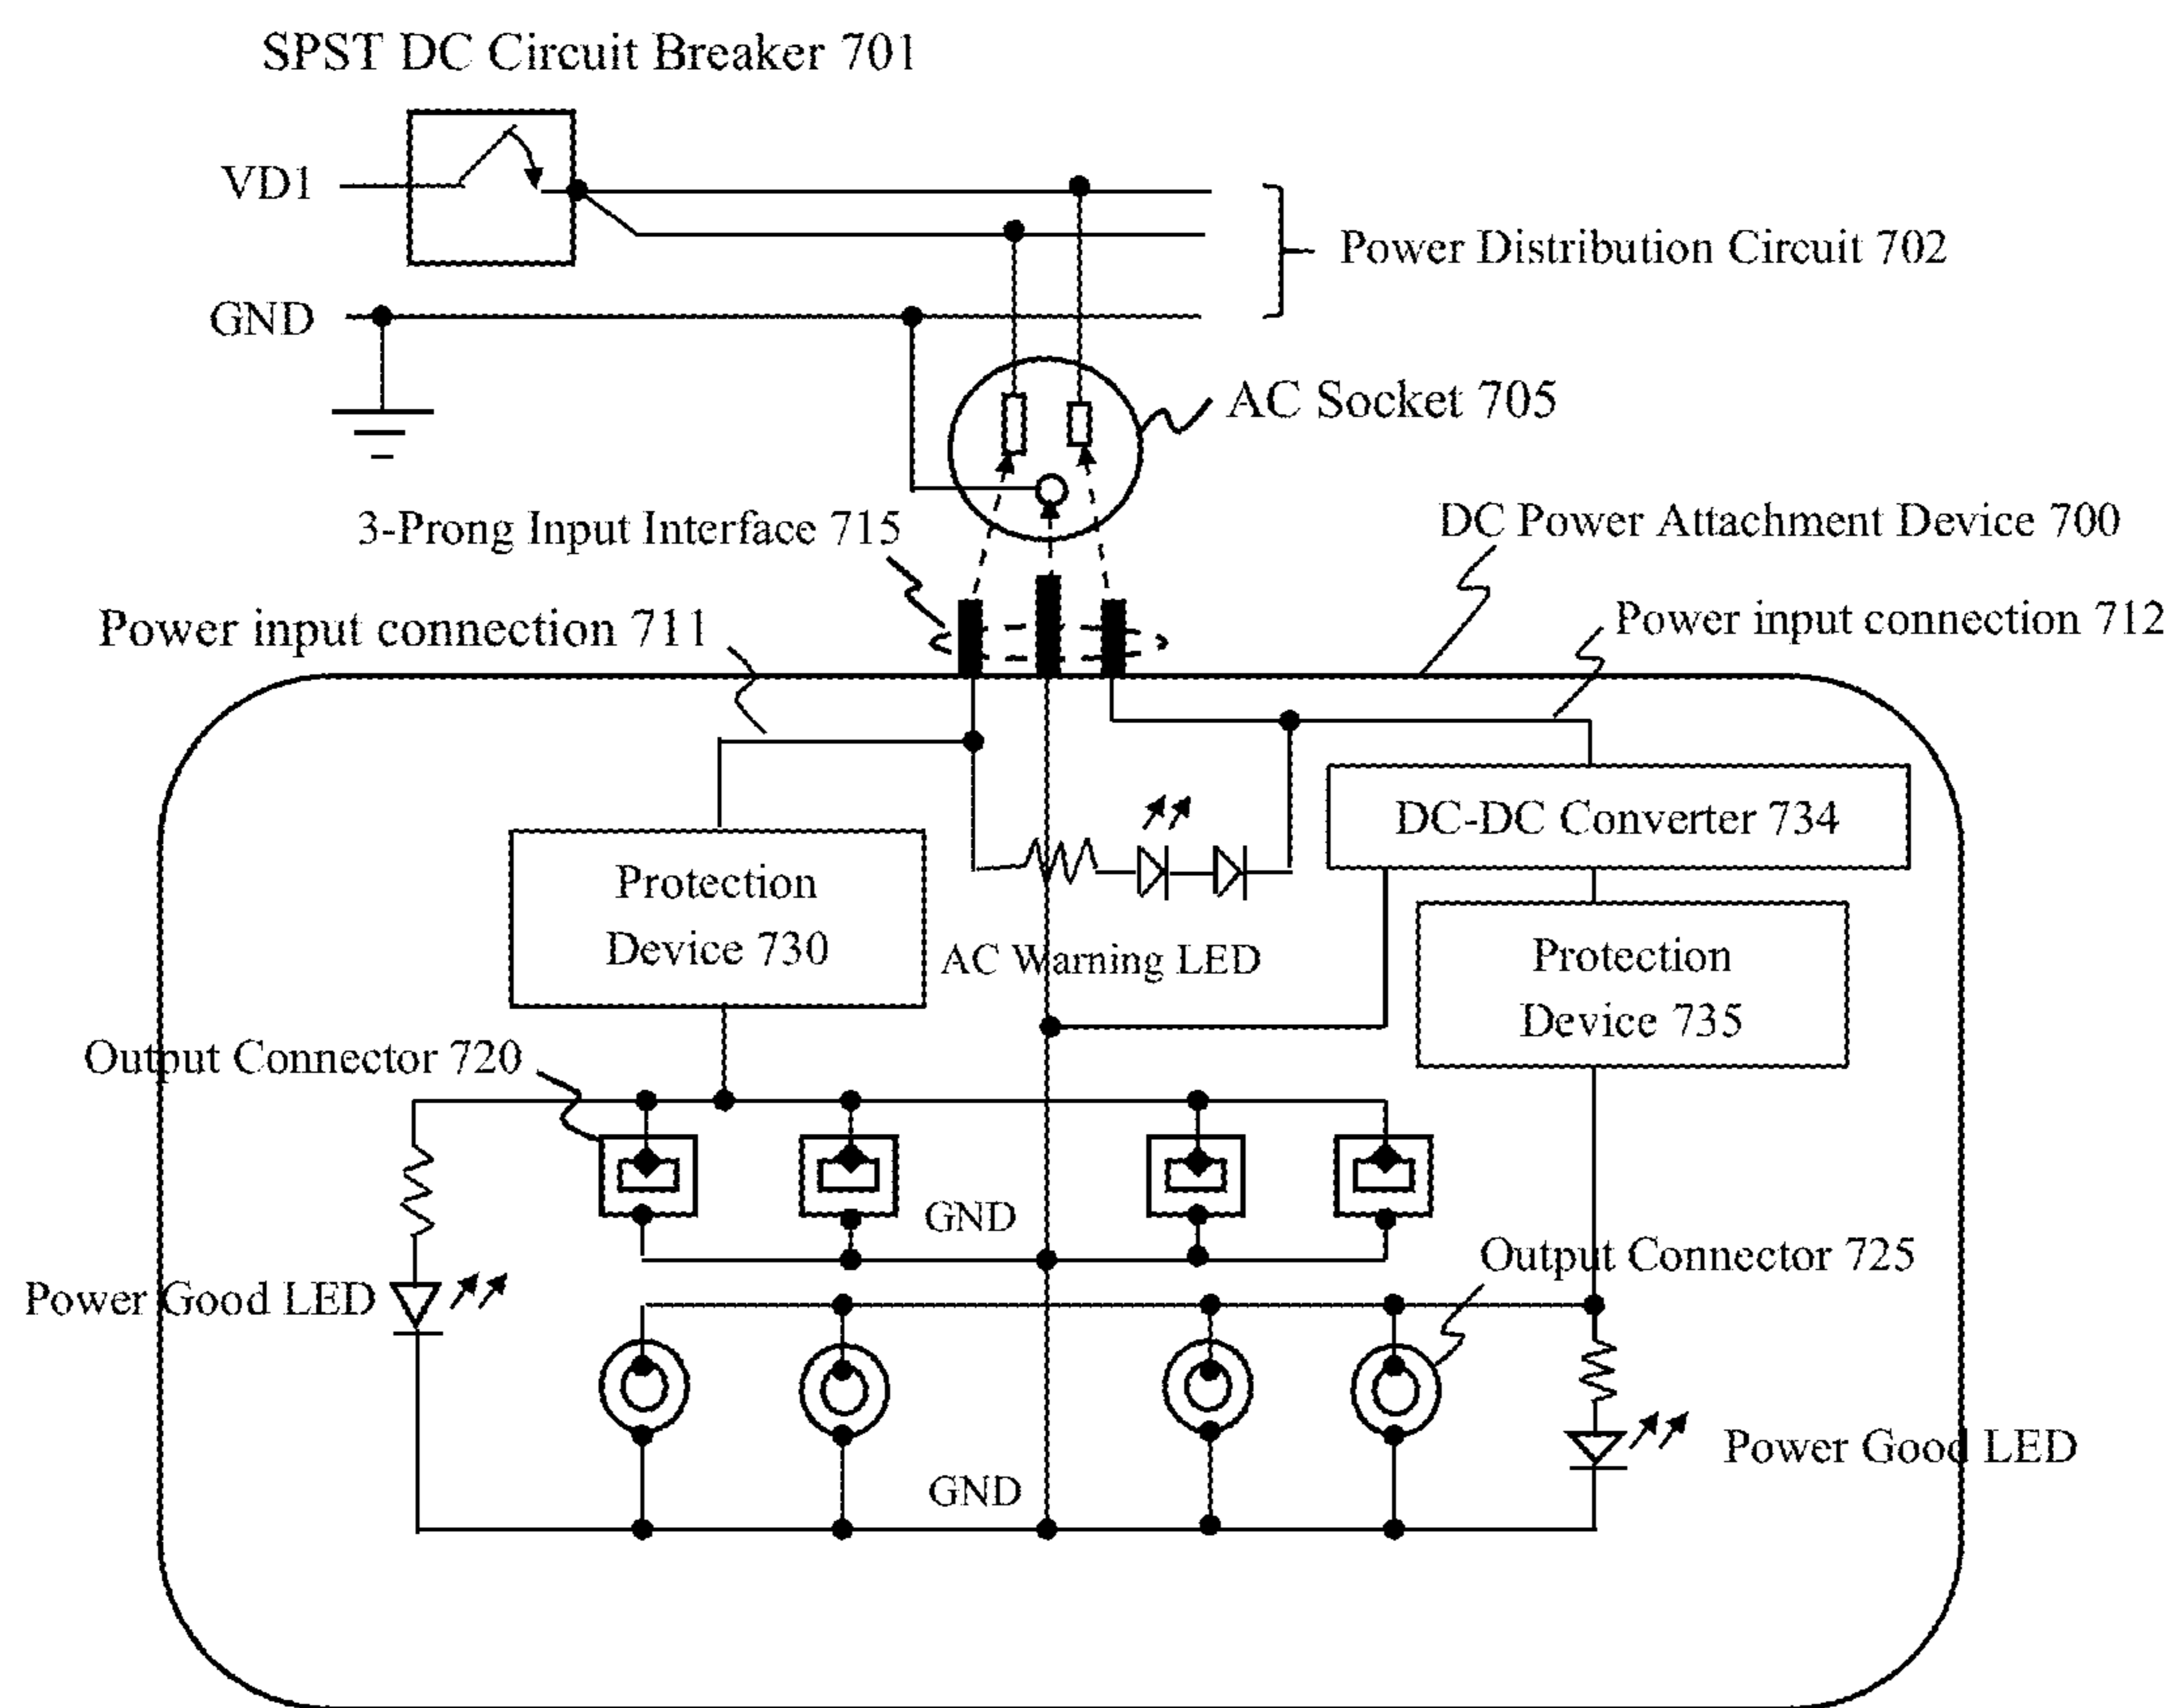 SPST DC Circuit Breaker 701
VD1
Power Distribution Circuit 702
GND
AC Socket 705
3-Prong Input Interface 715
DC Power Attachment Device 700
Power input connection 711
Power input connection 712
DC-DC Converter 734
Protection
Device 730
AC Warning LED
Protection
Device 735
Output Connector 720
GND
Output Connector 725
Power Good LED
Power Good LED
GND